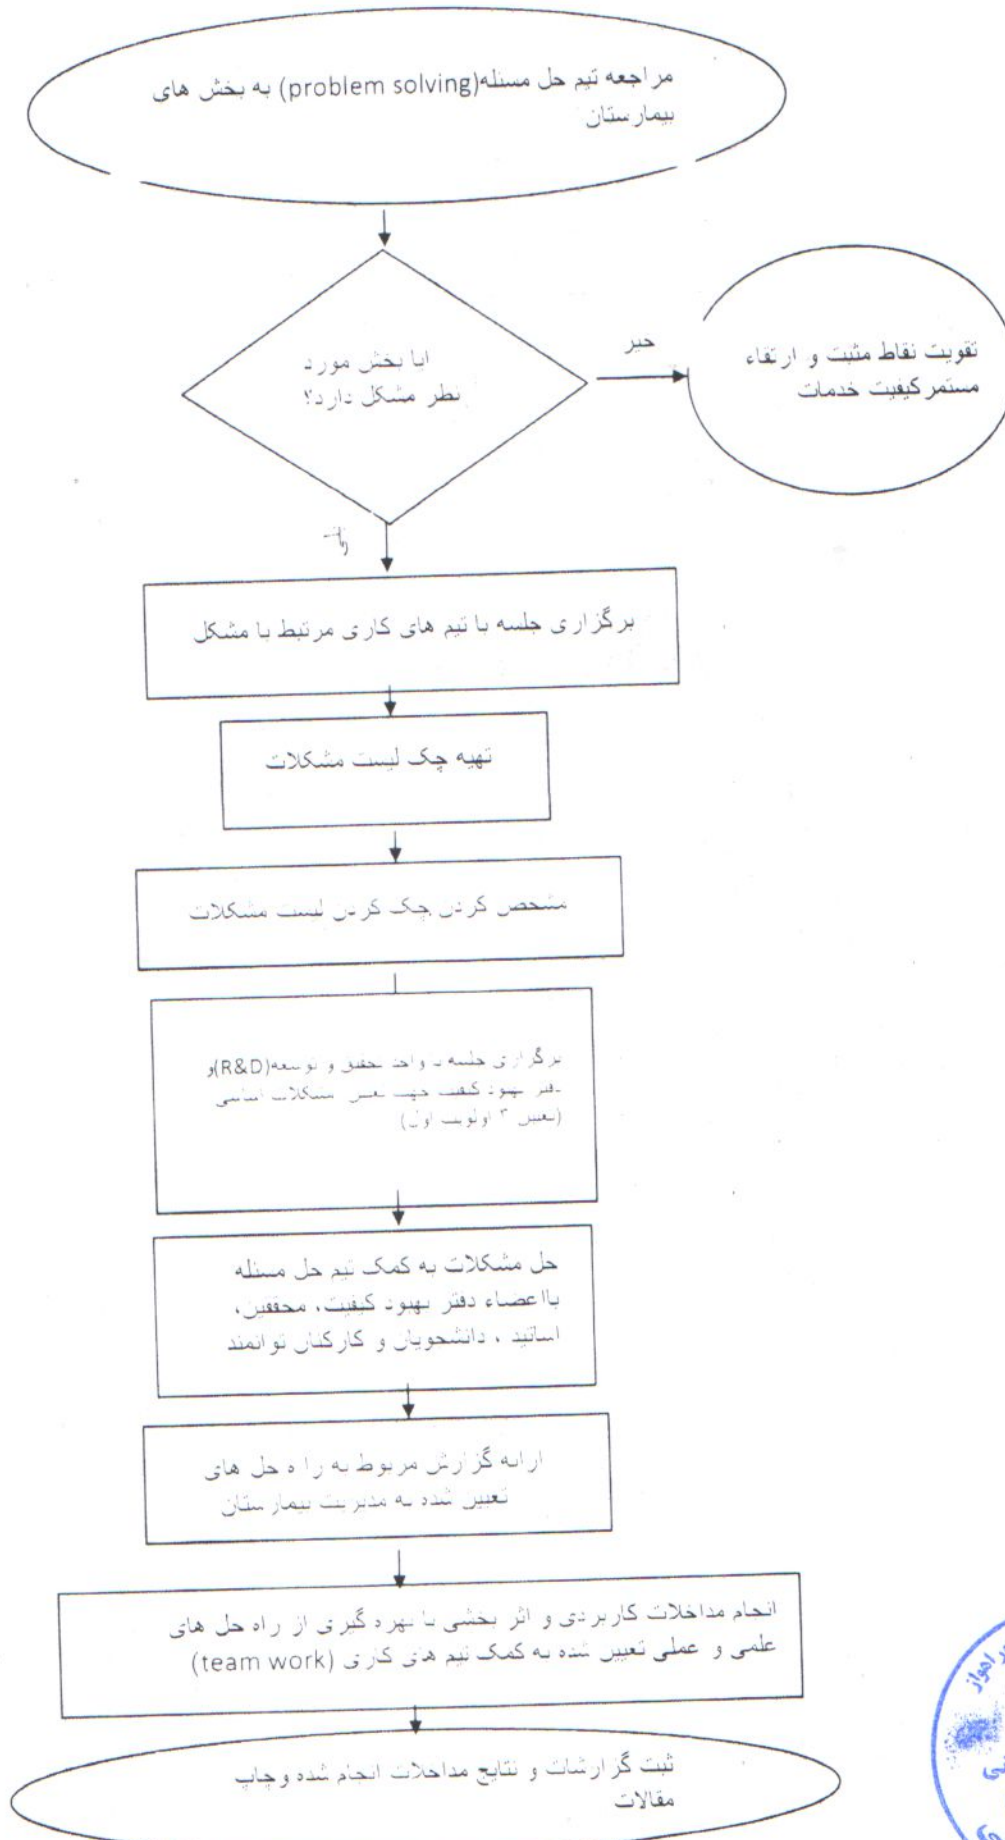 مراجعه تیم حل مسئله(problem solving) به بخش های
بیمارستان
ایا بخش مورد
نظر مشکل دارد؟
خیر
تقویت نقاط مثبت و ارتقاء
مستمر کیفیت خدمات
برگزاری جلسه با تیم های کاری مرتبط با مشکل
تهیه چک لیست مشکلات
مشخص کردن چک کردن لیست مشکلات
برگزاری جلسه با واحد تحقیق و توسعه(R&D)و
دفتر بهبود کیفیت جهت تعیین مشکلات اساسی
(تعیین ۳ اولویت اول)
حل مشکلات به کمک تیم حل مسئله
بااعضاء دفتر بهبود کیفیت، محققین،
اساتید ، دانشجویان و کارکنان توانمند
ارائه گزارش مربوط به راه حل های
تعیین شده به مدیریت بیمارستان
انجام مداخلات کاربردی و اثر بخشی با بهره گیری از راه حل های
علمی و عملی تعیین شده به کمک تیم های کاری (team work)
ثبت گزارشات و نتایج مداخلات انجام شده وچاپ
مقالات
اهواز